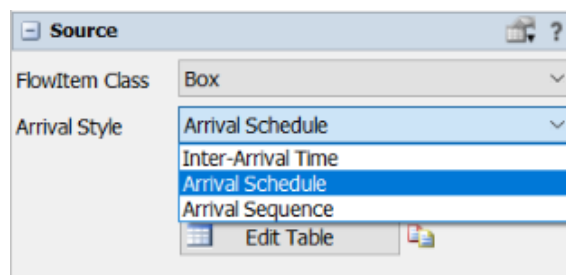 Source ?
FlowItem Class Box
Arrival Style Arrival Schedule
Inter-Arrival Time
Arrival Schedule
Arrival Sequence
Edit Table